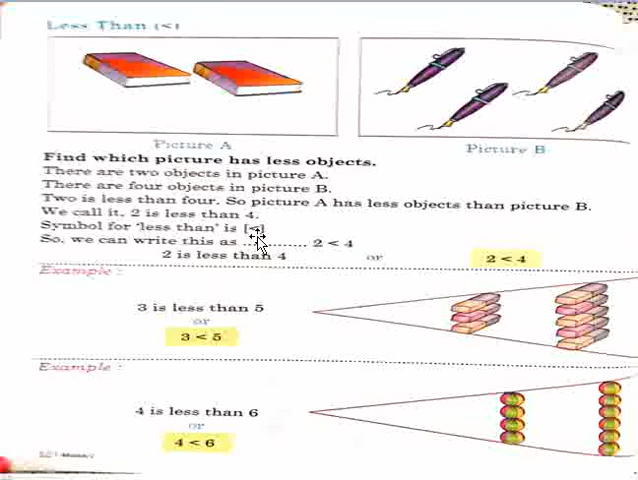 Less Than (<)
Picture A
Picture B
Find which picture has less objects.
There are two objects in picture A.
There are four objects in picture B.
Two is less than four. So picture A has less objects than picture B.
We call it, 2 is less than 4.
Symbol for 'less than' is [<]
So, we can write this as ............ 2 < 4
2 is less than 4 or 2 < 4
Example :
3 is less than 5
or
3 < 5
Example :
4 is less than 6
or
4 < 6